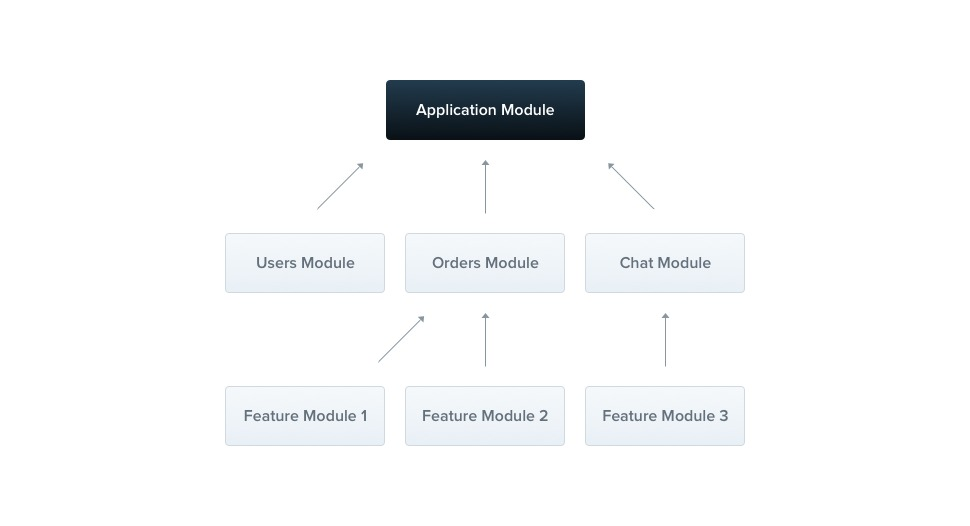 Application Module
Users Module
Orders Module
Chat Module
Feature Module 1
Feature Module 2
Feature Module 3